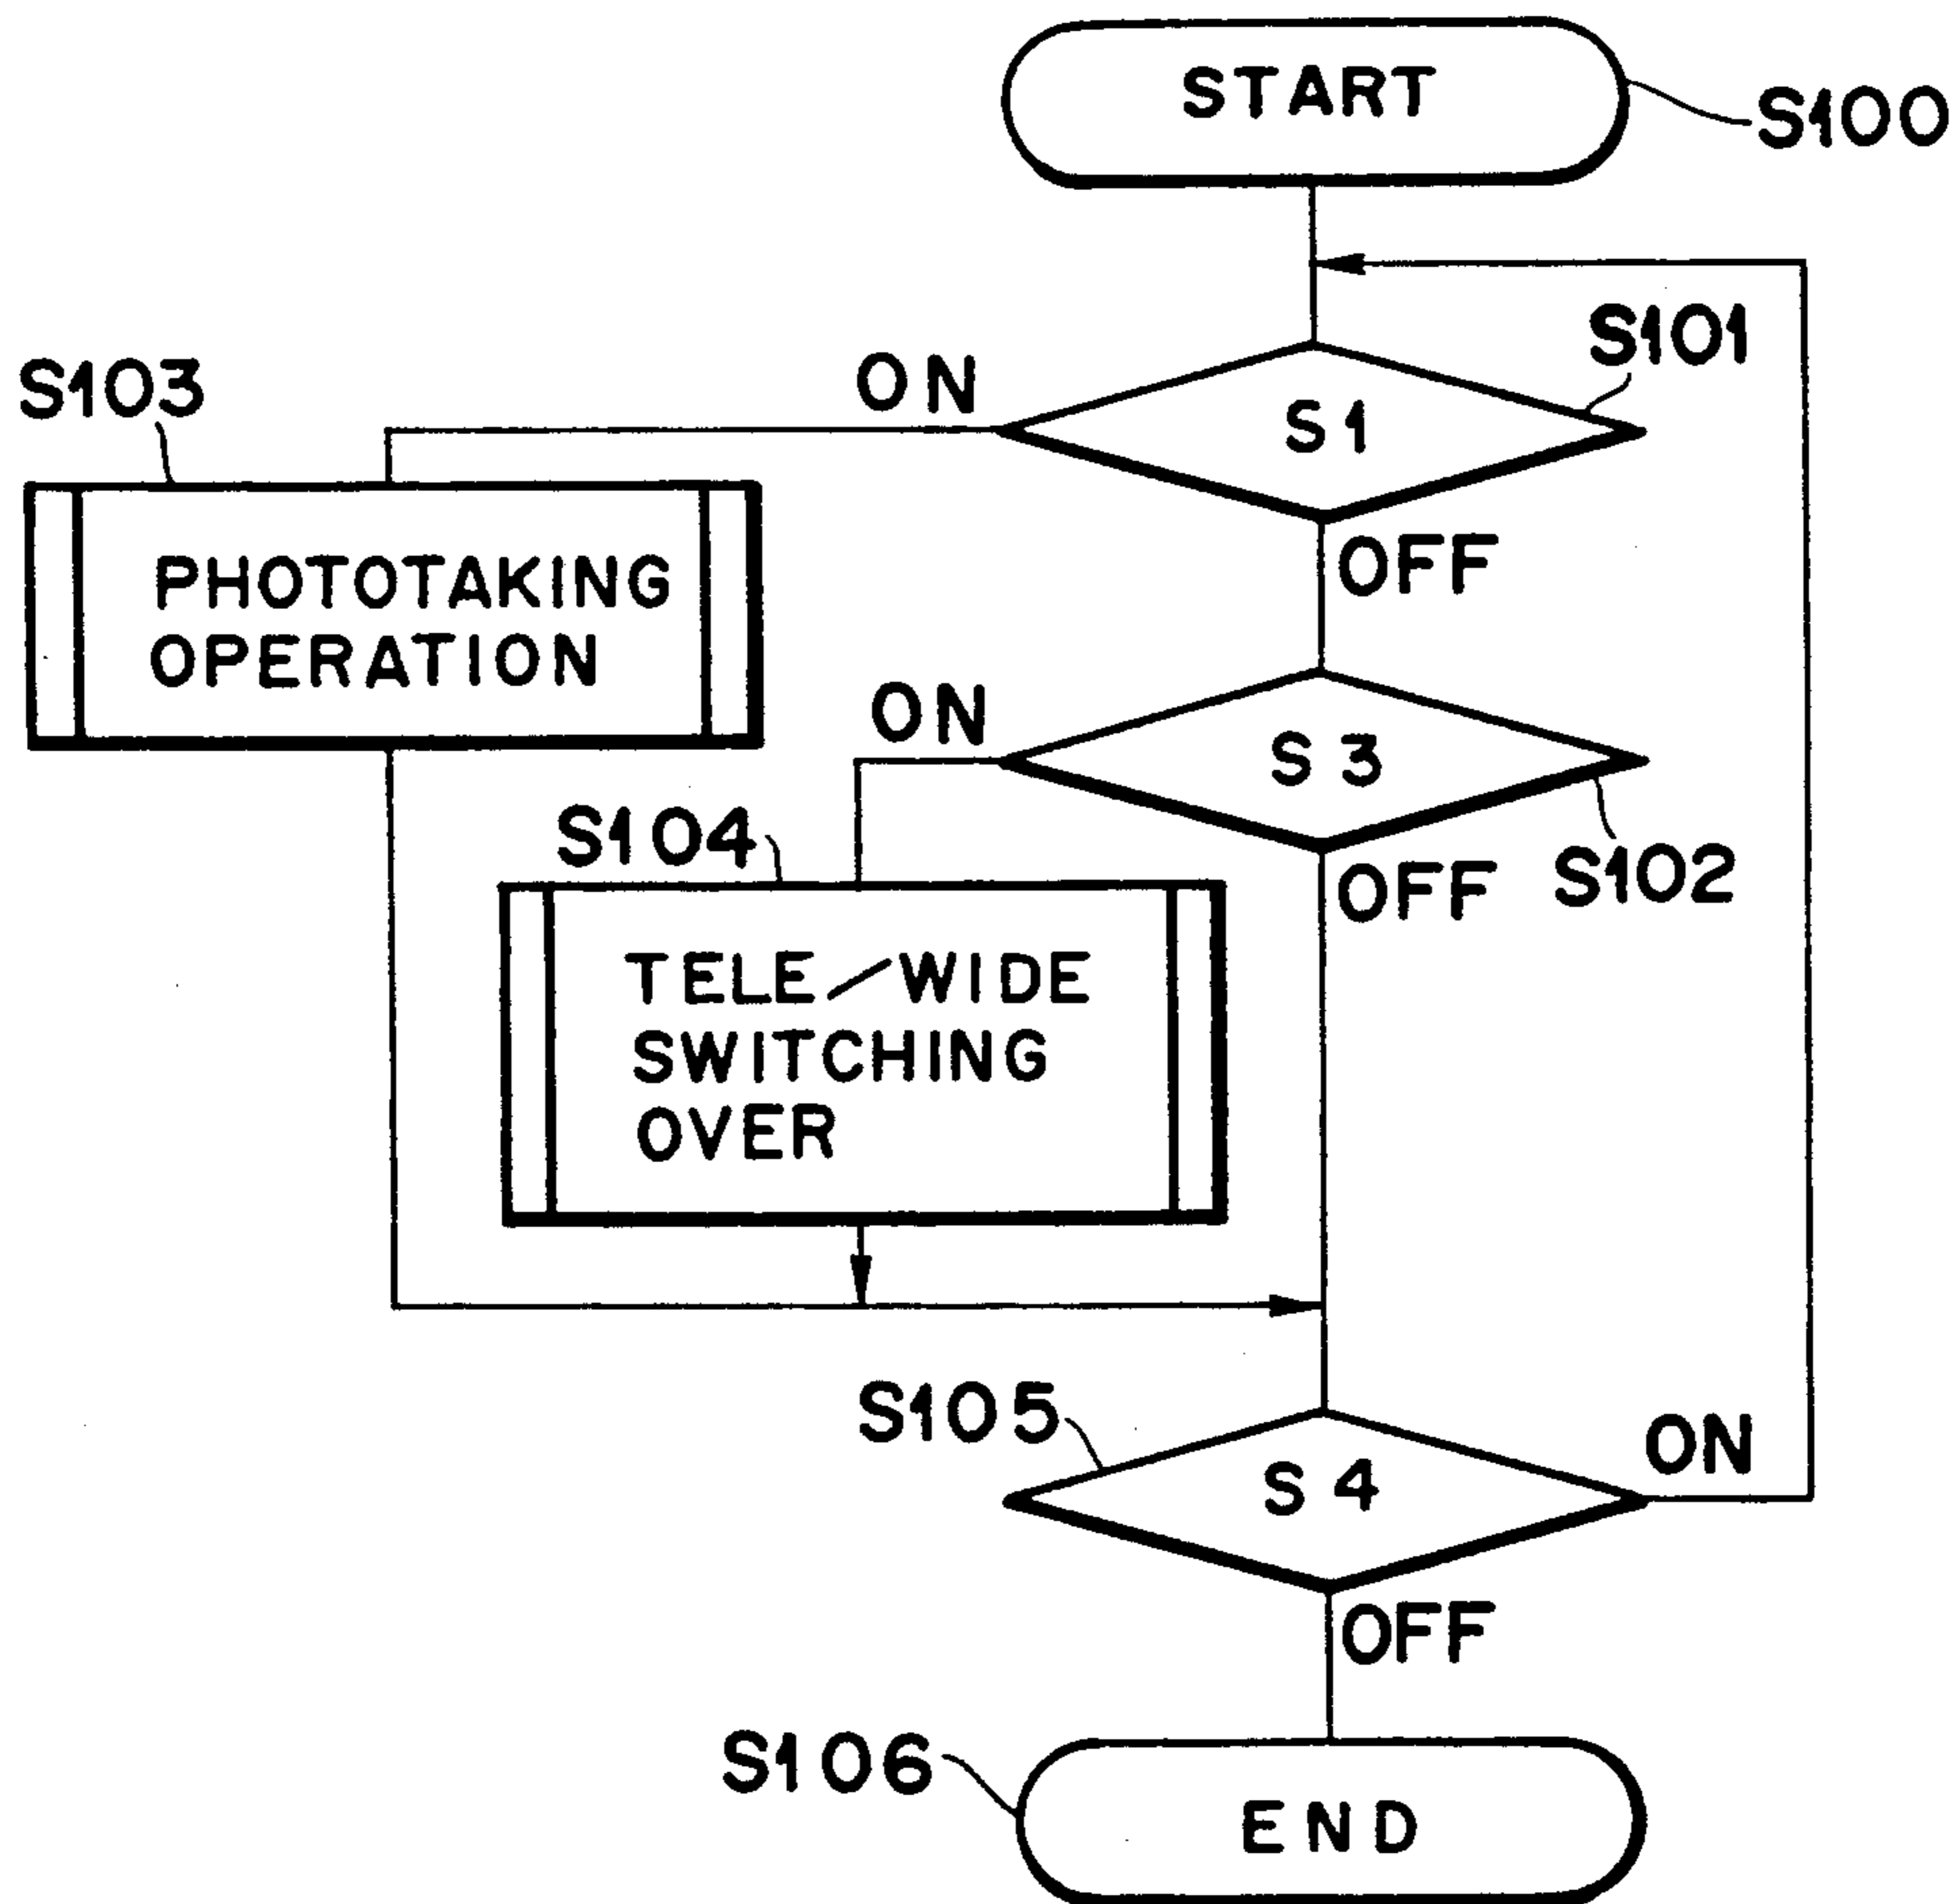 START
S100
S101
ON
S1
S103
OFF
PHOTOTAKING
OPERATION
ON
S3
S104
OFF
S102
TELE/WIDE
SWITCHING
OVER
S105
ON
S4
OFF
S106
END